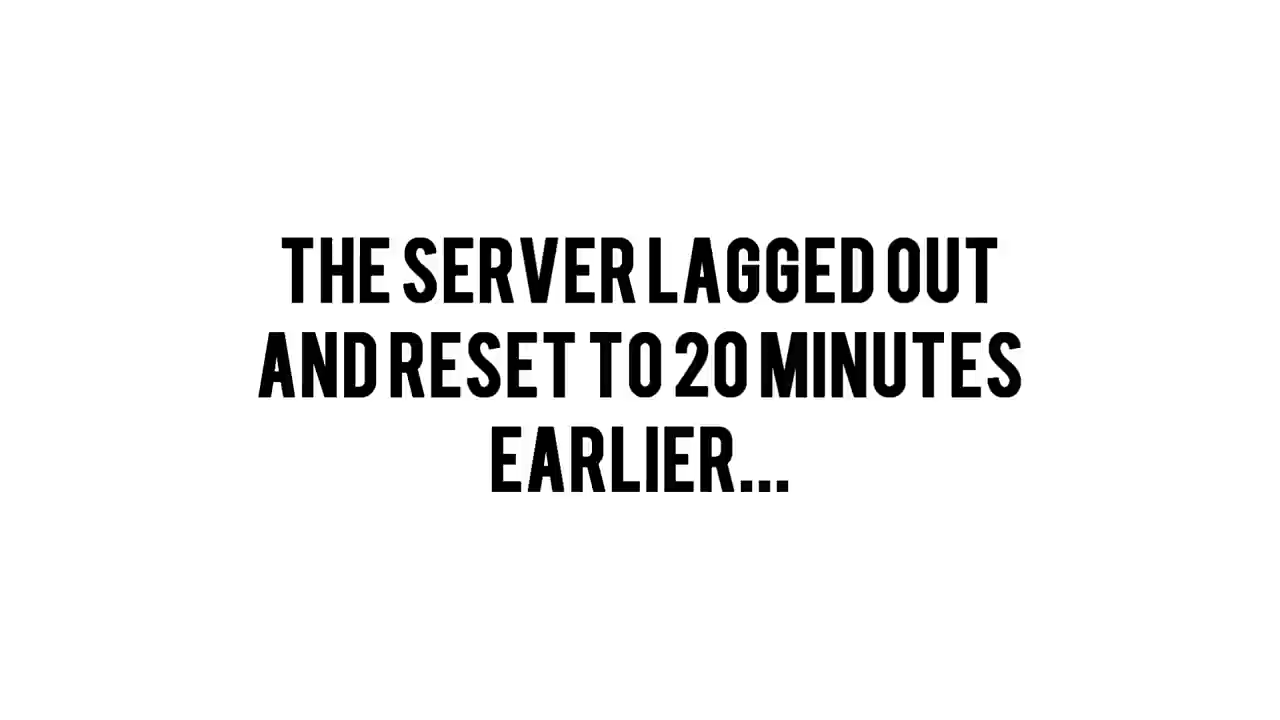 THE SERVER LAGGED OUT
AND RESET TO 20 MINUTES
EARLIER...